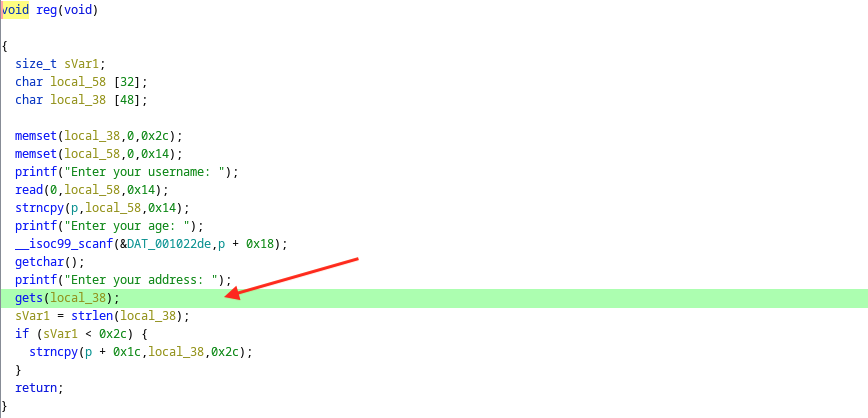 void reg(void)
{
size_t sVar1;
char local_58 [32];
char local_38 [48];
memset(local_38,0,0x2c);
memset(local_58,0,0x14);
printf("Enter your username: ");
read(0,local_58,0x14);
strncpy(p,local_58,0x14);
printf("Enter your age: ");
__isoc99_scanf(&DAT_001022de,p + 0x18);
getchar();
printf("Enter your address: ");
gets(local_38);
sVar1 = strlen(local_38);
if (sVar1 < 0x2c) {
strncpy(p + 0x1c,local_38,0x2c);
}
return;
}